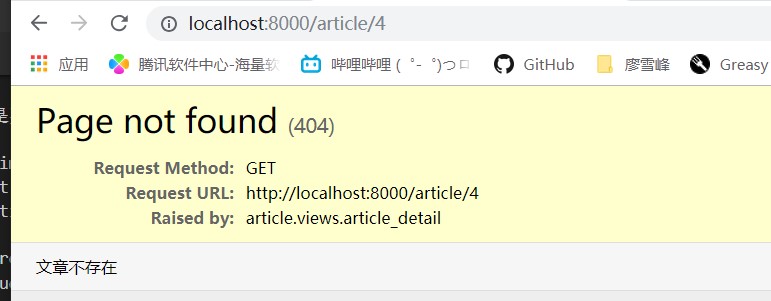 localhost:8000/article/4
应用 腾讯软件中心-海量软 哔哩哔哩 ( ゜- ゜)つロ GitHub 廖雪峰 Greasy
Page not found (404)
Request Method: GET
Request URL: http://localhost:8000/article/4
Raised by: article.views.article_detail
文章不存在